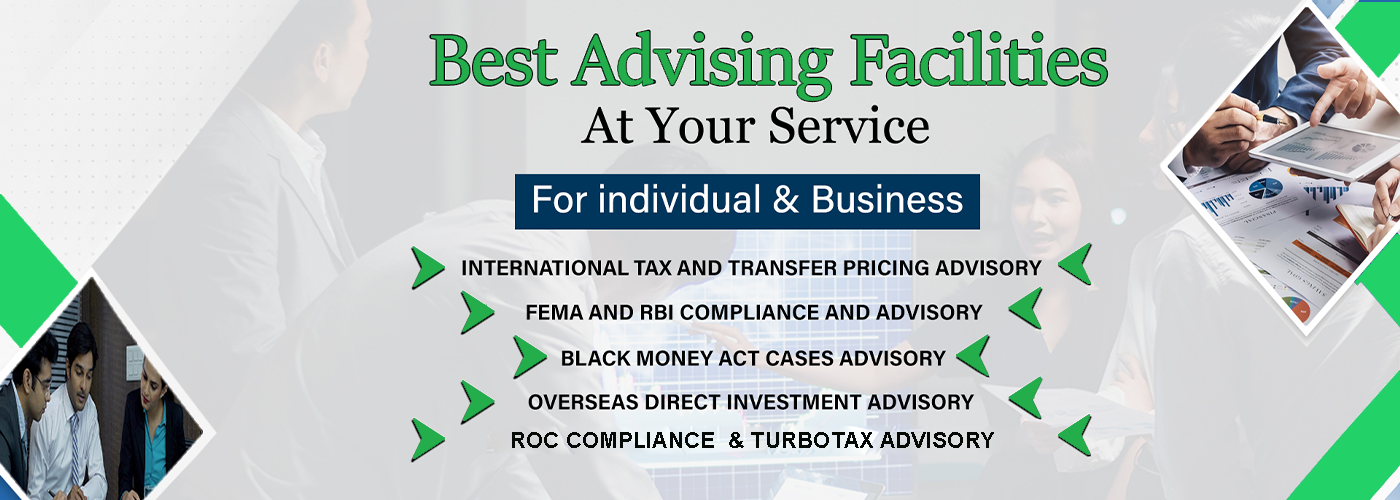 Best Advising Facilities
At Your Service
For individual & Business
INTERNATIONAL TAX AND TRANSFER PRICING ADVISORY
FEMA AND RBI COMPLIANCE AND ADVISORY
BLACK MONEY ACT CASES ADVISORY
OVERSEAS DIRECT INVESTMENT ADVISORY
ROC COMPLIANCE & TURBOTAX ADVISORY